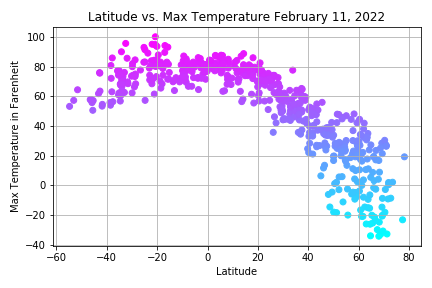 Latitude vs. Max Temperature February 11, 2022
Max Temperature in Farenheit
100
80
60
40
20
0
−20
−40
−60 −40 −20 0 20 40 60 80
Latitude